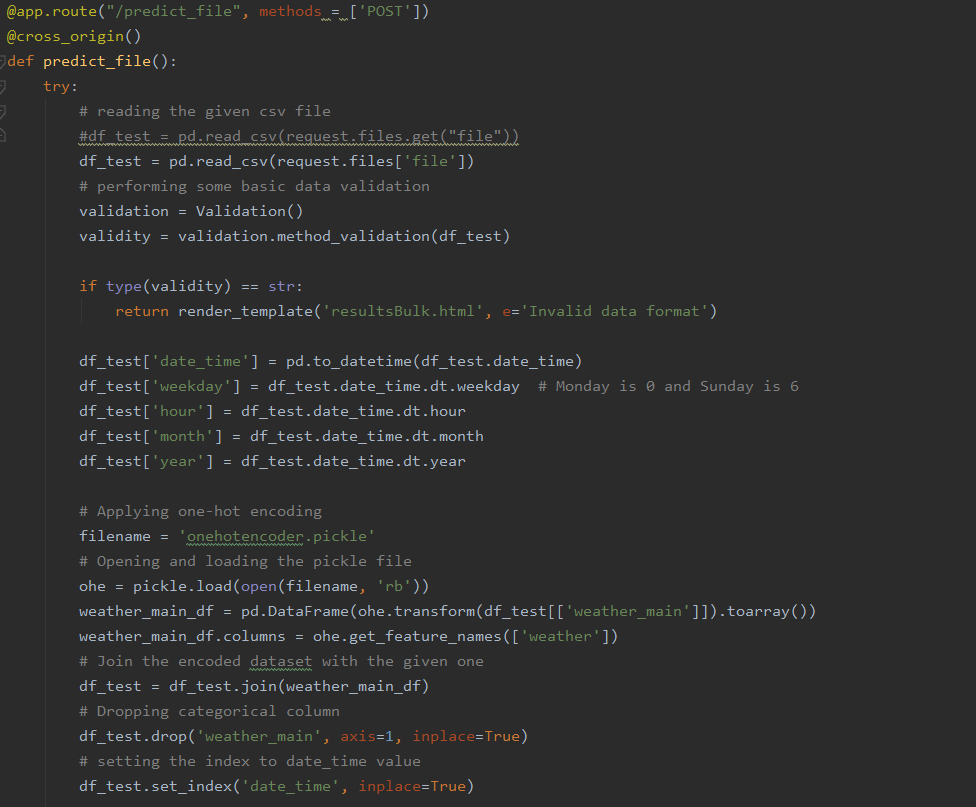 @app.route("/predict_file", methods = ['POST'])
@cross_origin()
def predict_file():
    try:
        # reading the given csv file
        #df_test = pd.read_csv(request.files.get("file"))
        df_test = pd.read_csv(request.files['file'])
        # performing some basic data validation
        validation = Validation()
        validity = validation.method_validation(df_test)

        if type(validity) == str:
            return render_template('resultsBulk.html', e='Invalid data format')

        df_test['date_time'] = pd.to_datetime(df_test.date_time)
        df_test['weekday'] = df_test.date_time.dt.weekday  # Monday is 0 and Sunday is 6
        df_test['hour'] = df_test.date_time.dt.hour
        df_test['month'] = df_test.date_time.dt.month
        df_test['year'] = df_test.date_time.dt.year

        # Applying one-hot encoding
        filename = 'onehotencoder.pickle'
        # Opening and loading the pickle file
        ohe = pickle.load(open(filename, 'rb'))
        weather_main_df = pd.DataFrame(ohe.transform(df_test[['weather_main']]).toarray())
        weather_main_df.columns = ohe.get_feature_names(['weather'])
        # Join the encoded dataset with the given one
        df_test = df_test.join(weather_main_df)
        # Dropping categorical column
        df_test.drop('weather_main', axis=1, inplace=True)
        # setting the index to date_time value
        df_test.set_index('date_time', inplace=True)